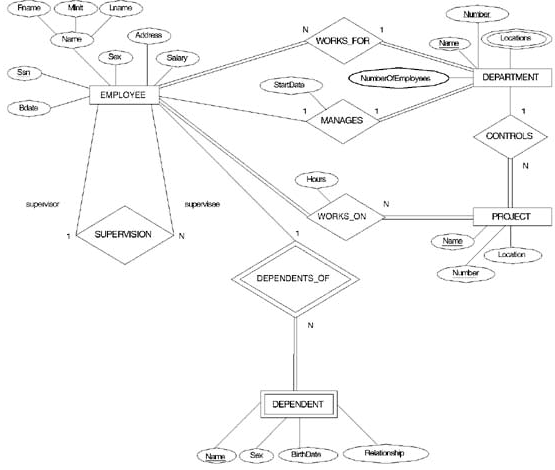 Fname Minit Lname Number
Name Address N WORKS_FOR 1 Name Locations
Ssn Sex Salary NumberOfEmployees DEPARTMENT
StartDate
Bdate EMPLOYEE 1 MANAGES 1 1
CONTROLS
Hours N
supervisor supervisee N
1 SUPERVISION N WORKS_ON PROJECT
1 Name Location
Number
DEPENDENTS_OF
N
DEPENDENT
Name Sex BirthDate Relationship